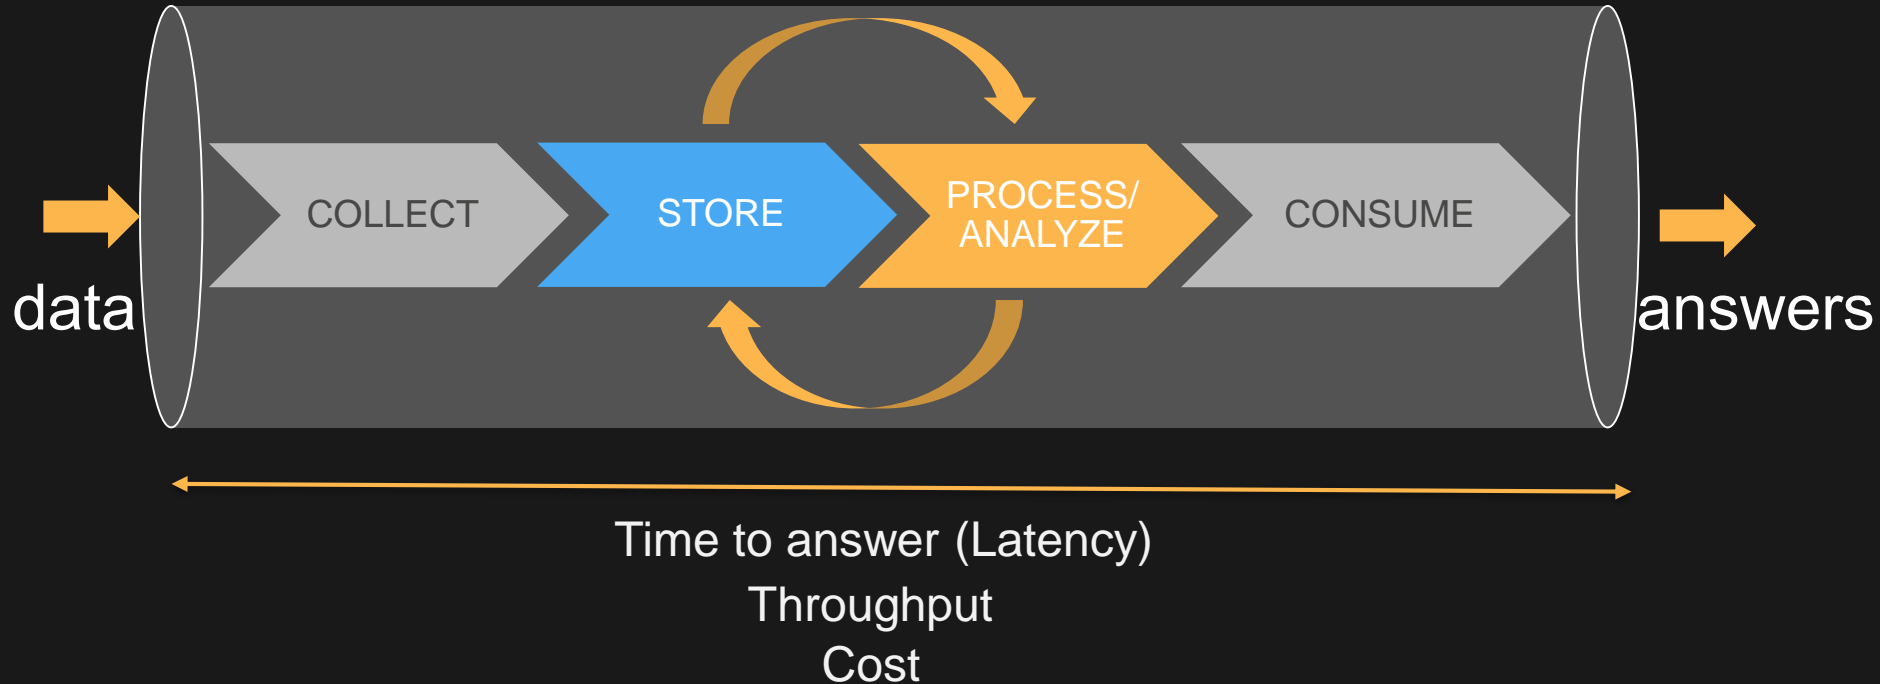 COLLECT
STORE
PROCESS/
ANALYZE
CONSUME
data
answers
Time to answer (Latency)
Throughput
Cost